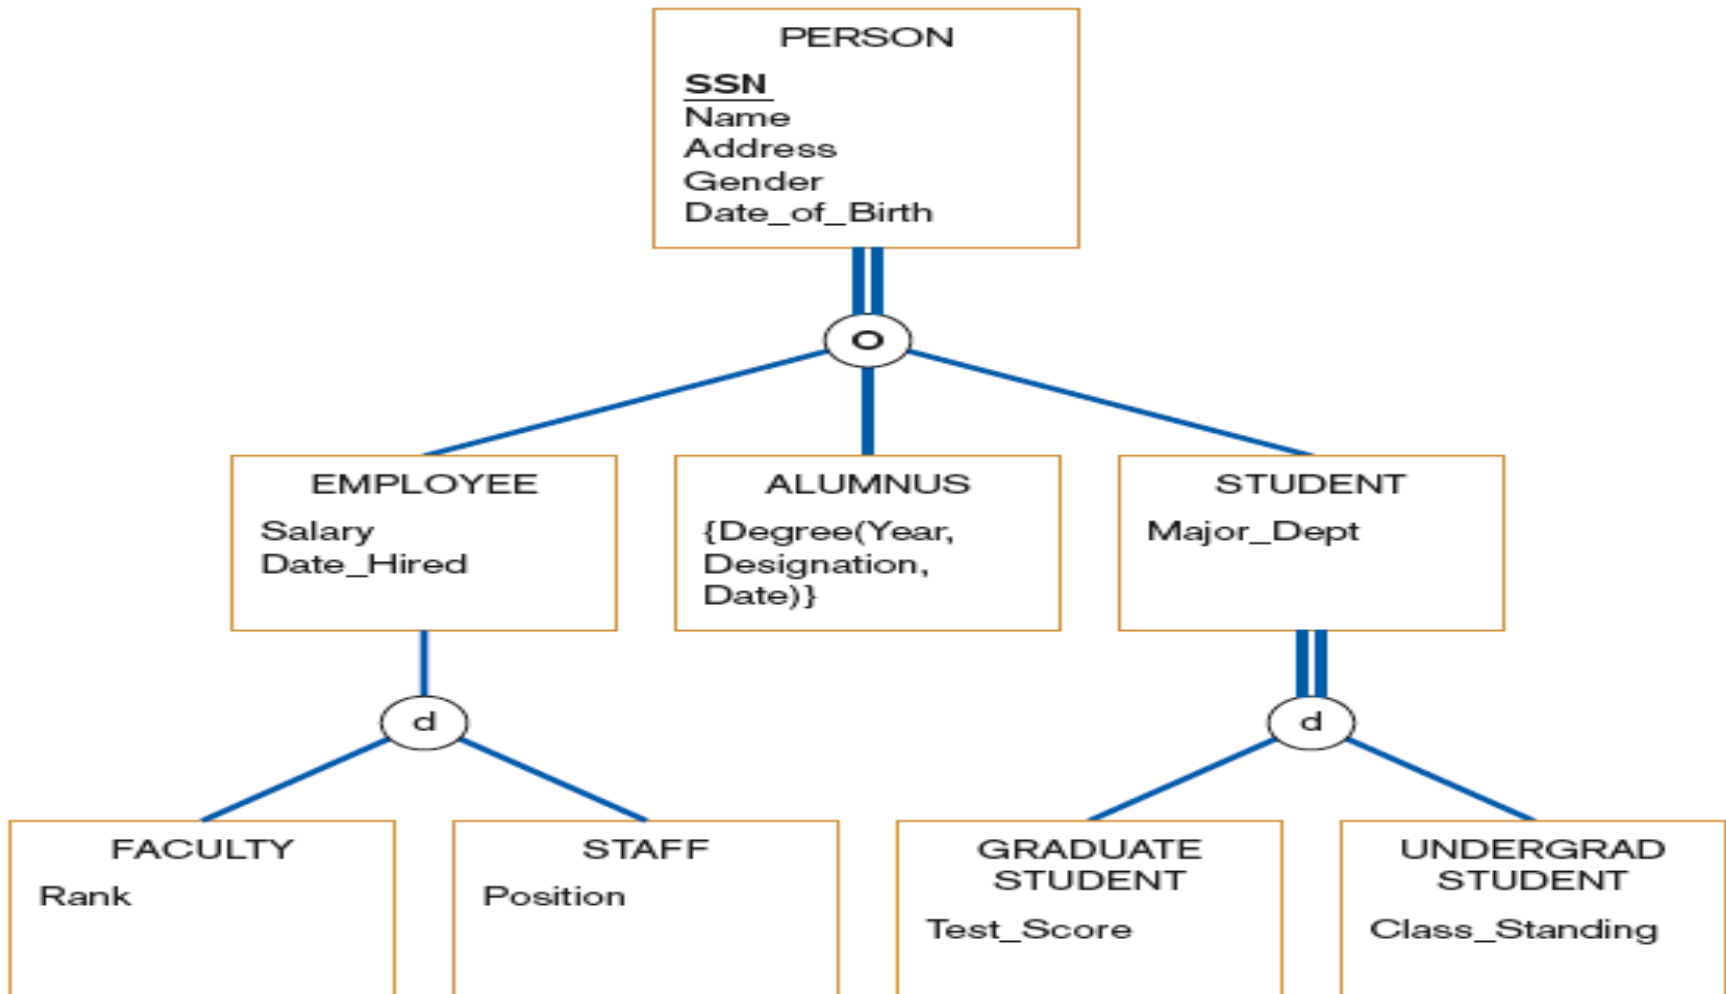 PERSON
SSN
Name
Address
Gender
Date_of_Birth
O
EMPLOYEE
Salary
Date_Hired
ALUMNUS
{Degree(Year,
Designation,
Date)}
STUDENT
Major_Dept
d
d
FACULTY
Rank
STAFF
Position
GRADUATE
STUDENT
Test_Score
UNDERGRAD
STUDENT
Class_Standing